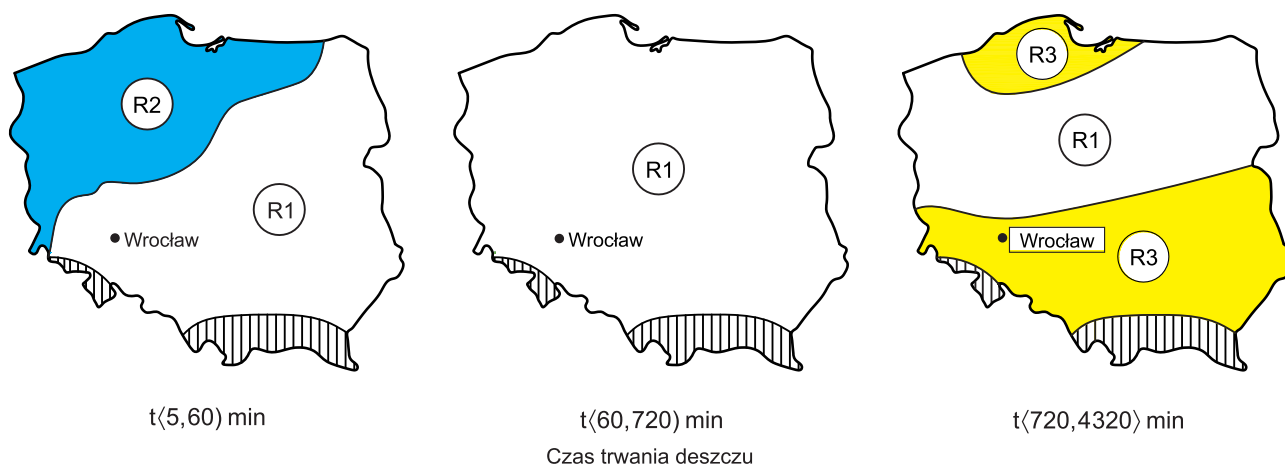 R2
R1
Wrocław
t⟨5,60) min
R1
Wrocław
t⟨60,720) min
R3
R1
Wrocław
R3
t⟨720,4320⟩ min
Czas trwania deszczu